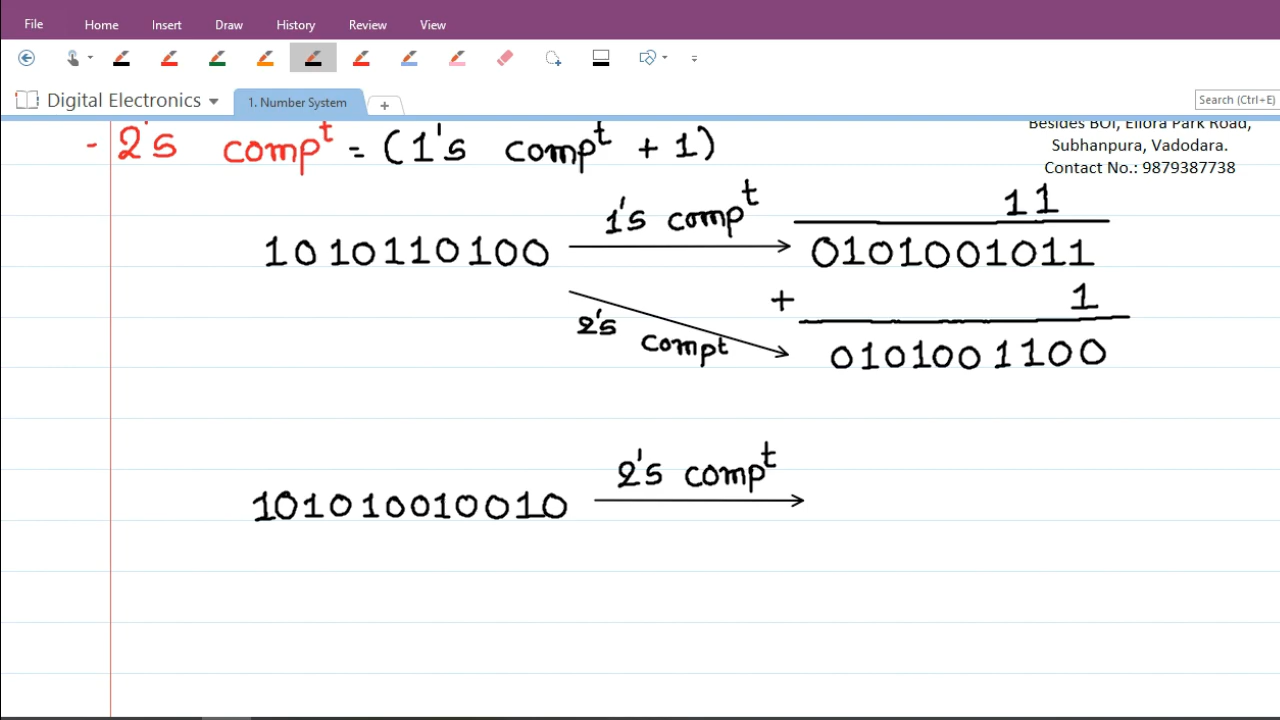 File Home Insert Draw History Review View
Digital Electronics 1. Number System + Search (Ctrl+E)
Besides BOI, Ellora Park Road,
Subhanpura, Vadodara.
Contact No.: 9879387738
- 2's compt = (1's compt + 1)
11
1010110100 1's compt 0101001011
+ 1
2's compt 0101001100
101010010010 2's compt